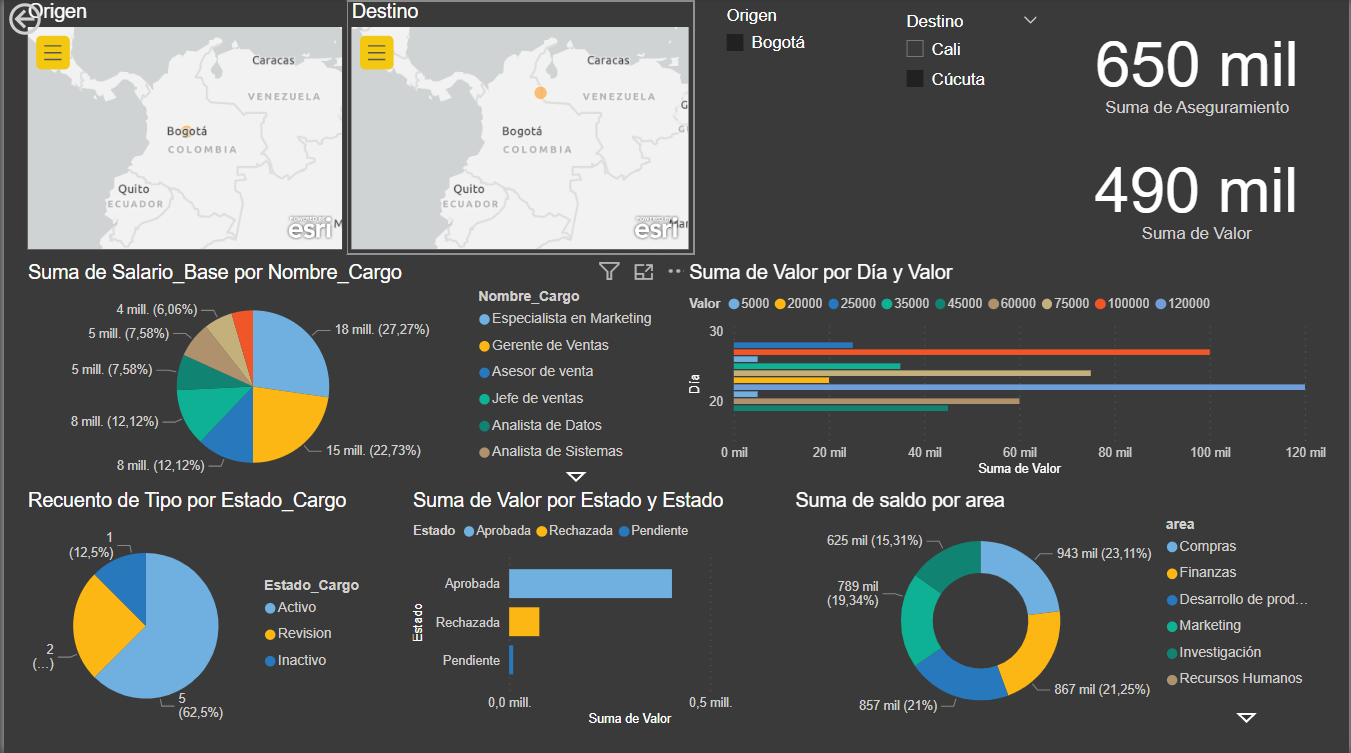 Origen
Caracas
VENEZUELA
Bogotá
COLOMBIA
Quito
ECUADOR
POWERED BY
esri
Destino
Caracas
VENEZUELA
Bogotá
COLOMBIA
Quito
ECUADOR
POWERED BY
esri
Origen
Bogotá
Destino
Cali
Cúcuta
650 mil
Suma de Aseguramiento
490 mil
Suma de Valor
Suma de Salario_Base por Nombre_Cargo
4 mill. (6,06%)
5 mill. (7,58%)
5 mill. (7,58%)
8 mill. (12,12%)
8 mill. (12,12%)
18 mill. (27,27%)
15 mill. (22,73%)
Nombre_Cargo
Especialista en Marketing
Gerente de Ventas
Asesor de venta
Jefe de ventas
Analista de Datos
Analista de Sistemas
Suma de Valor por Día y Valor
Valor 5000 20000 25000 35000 45000 60000 75000 100000 120000
30
20
Día
0 mil 20 mil 40 mil 60 mil 80 mil 100 mil 120 mil
Suma de Valor
Recuento de Tipo por Estado_Cargo
1
(12,5%)
2
(...)
5
(62,5%)
Estado_Cargo
Activo
Revision
Inactivo
Suma de Valor por Estado y Estado
Estado Aprobada Rechazada Pendiente
Aprobada
Rechazada
Pendiente
Estado
0,0 mill. 0,5 mill.
Suma de Valor
Suma de saldo por area
625 mil (15,31%)
943 mil (23,11%)
789 mil
(19,34%)
867 mil (21,25%)
857 mil (21%)
area
Compras
Finanzas
Desarrollo de prod...
Marketing
Investigación
Recursos Humanos